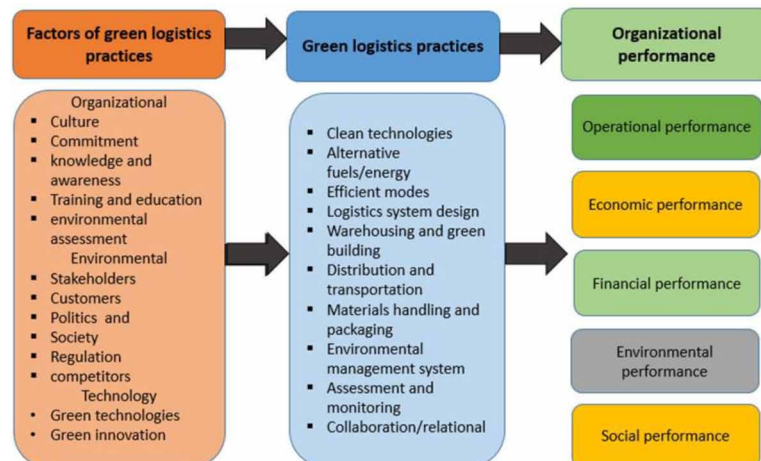 Factors of green logistics
practices
Green logistics practices
Organizational
performance
Organizational
▪ Culture
▪ Commitment
▪ knowledge and
awareness
▪ Training and education
▪ environmental
assessment
Environmental
▪ Stakeholders
▪ Customers
▪ Politics and
▪ Society
▪ Regulation
▪ competitors
Technology
• Green technologies
• Green innovation
▪ Clean technologies
▪ Alternative
fuels/energy
▪ Efficient modes
▪ Logistics system design
▪ Warehousing and green
building
▪ Distribution and
transportation
▪ Materials handling and
packaging
▪ Environmental
management system
▪ Assessment and
monitoring
▪ Collaboration/relational
Operational performance
Economic performance
Financial performance
Environmental
performance
Social performance